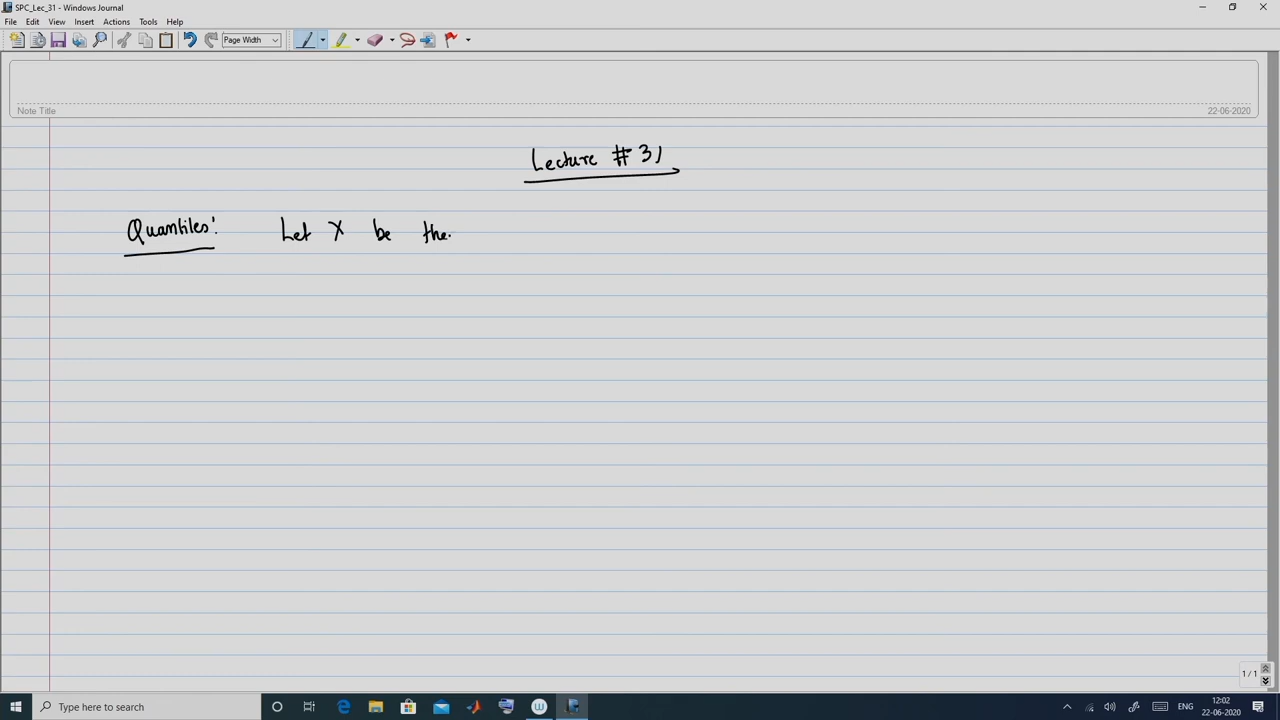 SPC_Lec_31 - Windows Journal
File Edit View Insert Actions Tools Help
Page Width
Note Title
22-06-2020
Lecture # 31
Quantiles: Let X be the
1 / 1
Type here to search
ENG
12:02
22-06-2020